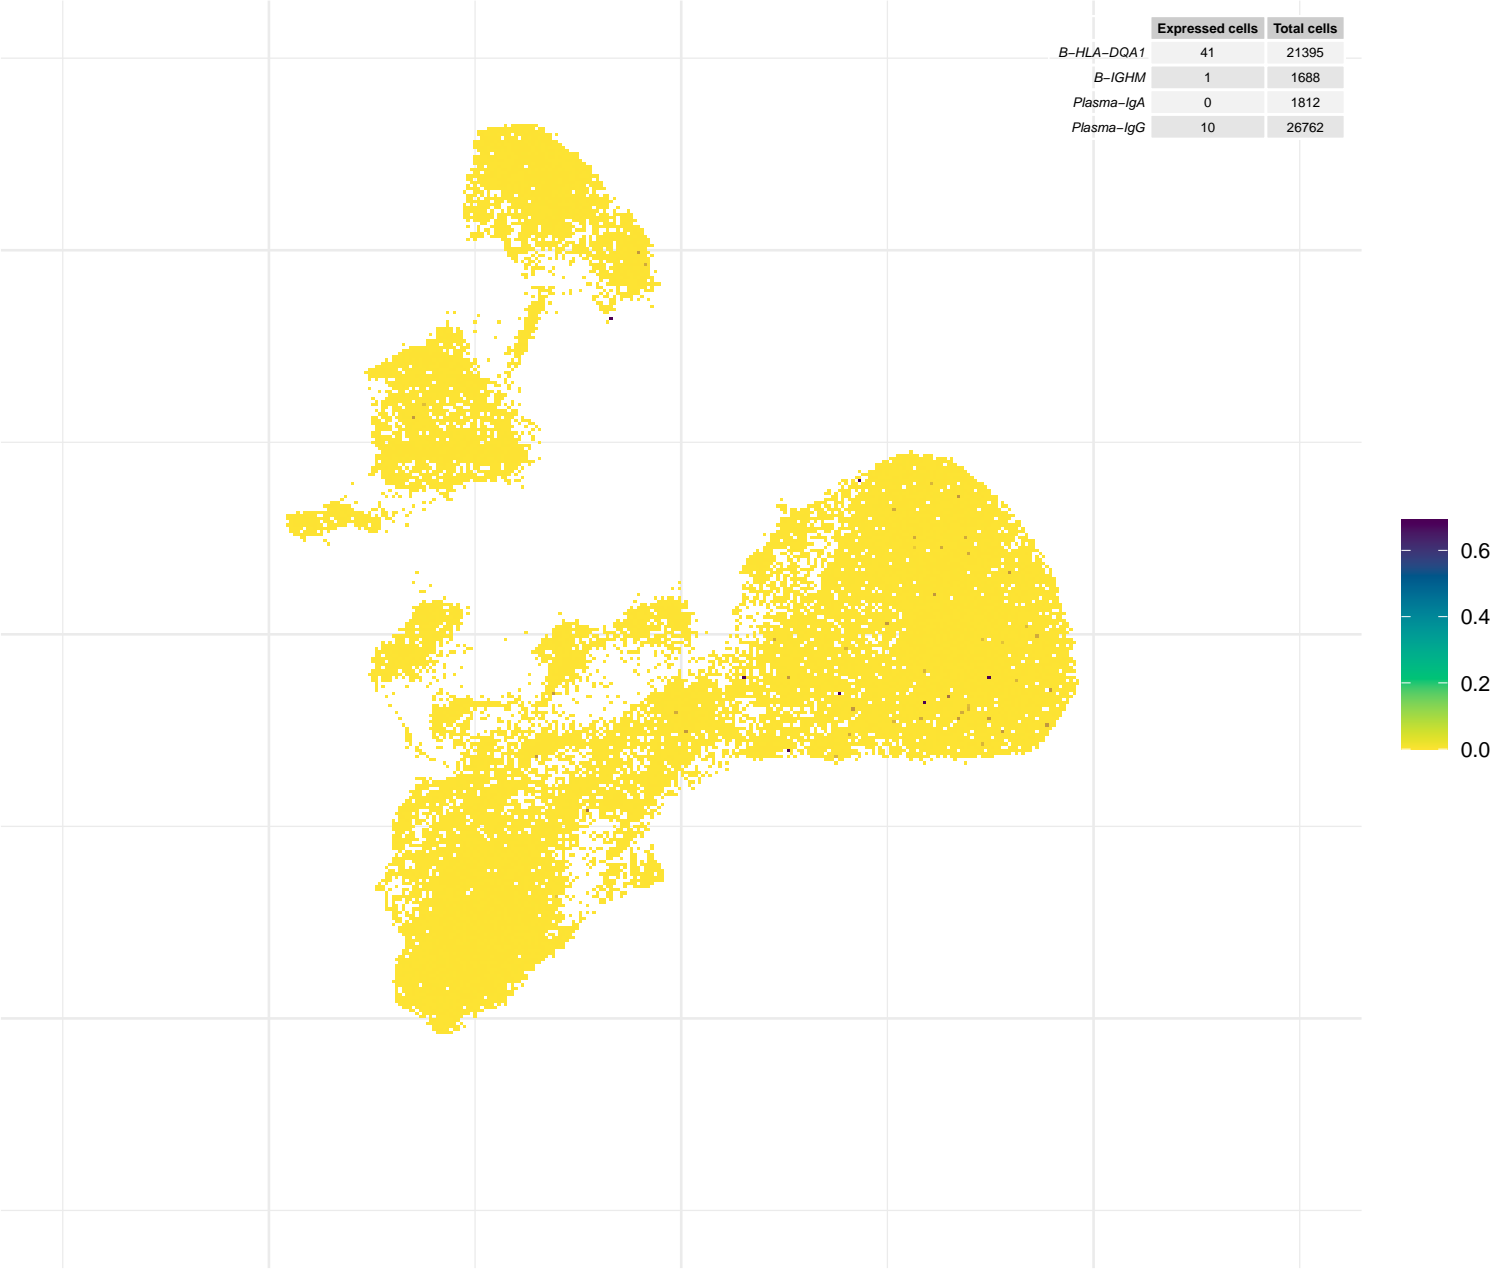 Expressed cells Total cells
B−HLA−DQA1 41 21395
B−IGHM 1 1688
Plasma−IgA 0 1812
Plasma−IgG 10 26762
0.6
0.4
0.2
0.0